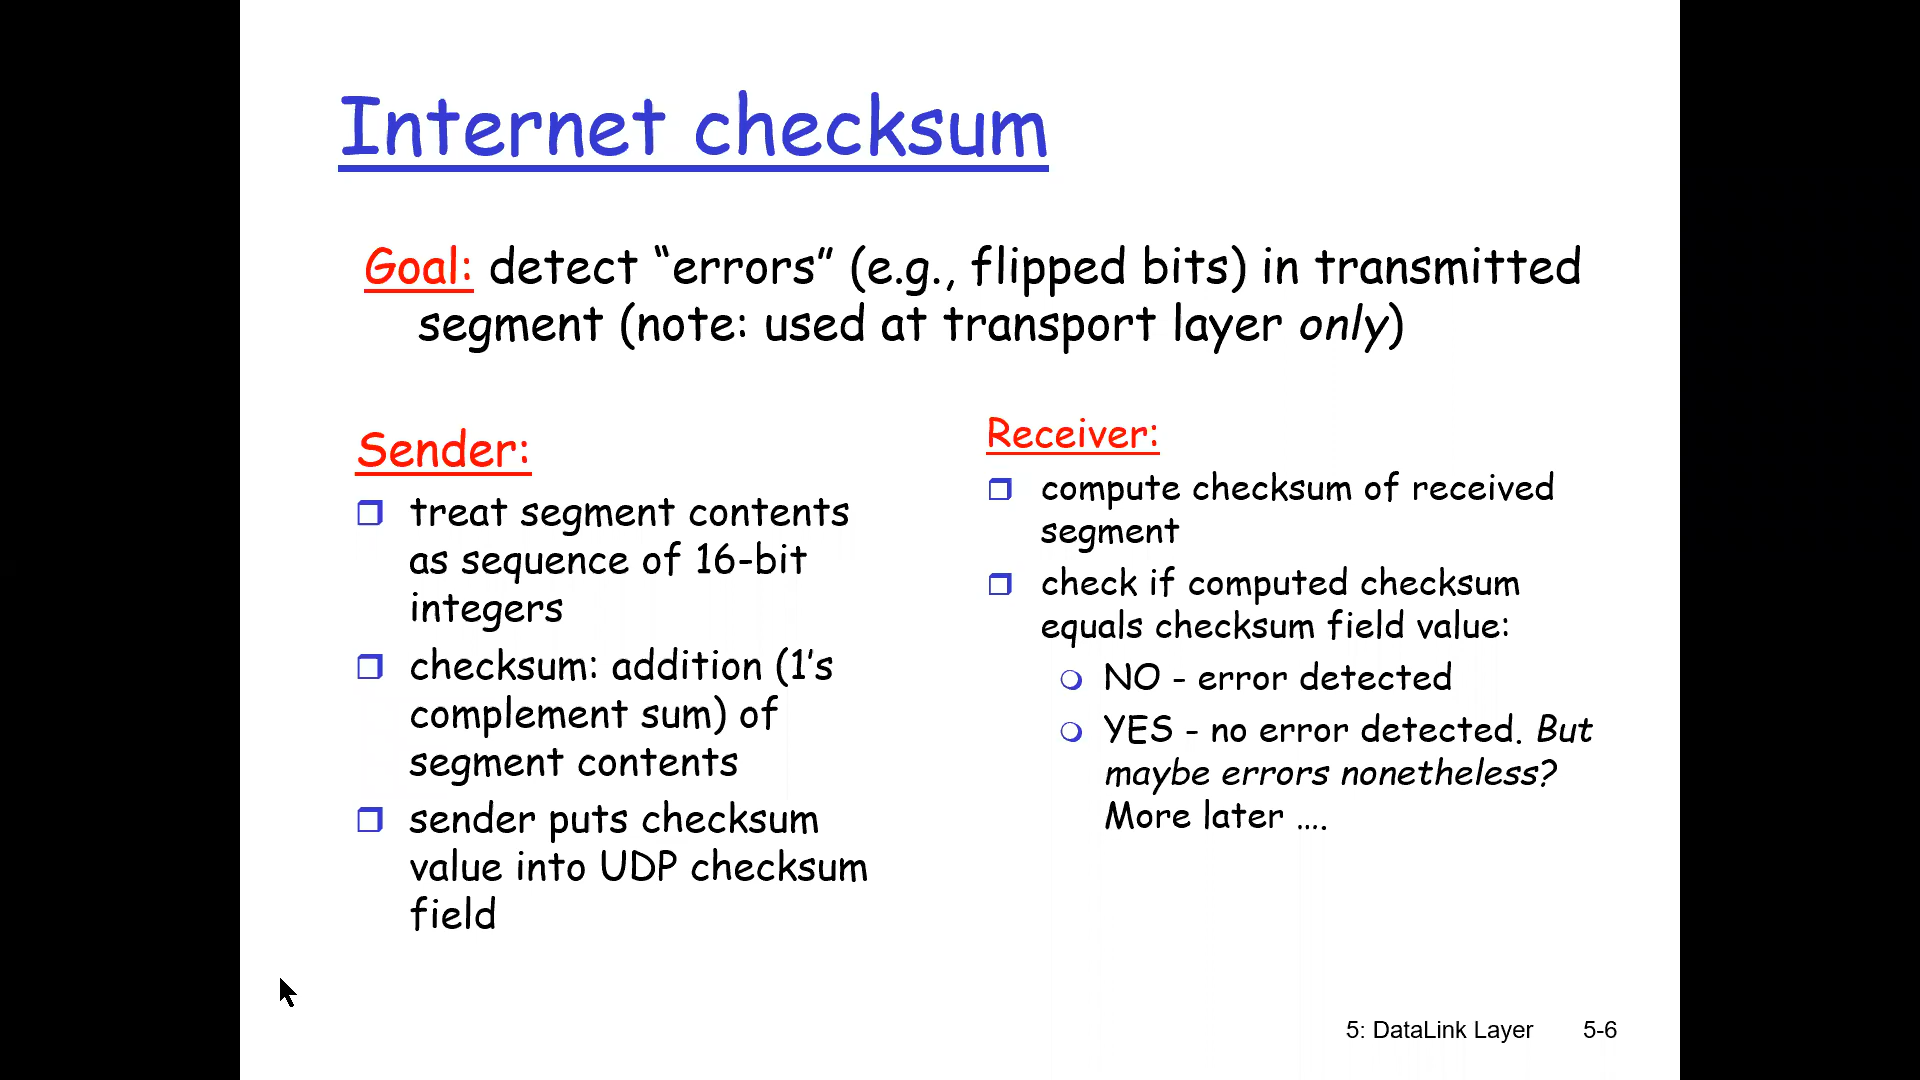 Internet checksum
Goal: detect “errors” (e.g., flipped bits) in transmitted
segment (note: used at transport layer only)
Sender:
treat segment contents
as sequence of 16-bit
integers
checksum: addition (1’s
complement sum) of
segment contents
sender puts checksum
value into UDP checksum
field
Receiver:
compute checksum of received
segment
check if computed checksum
equals checksum field value:
NO - error detected
YES - no error detected. But
maybe errors nonetheless?
More later ….
5: DataLink Layer 5-6